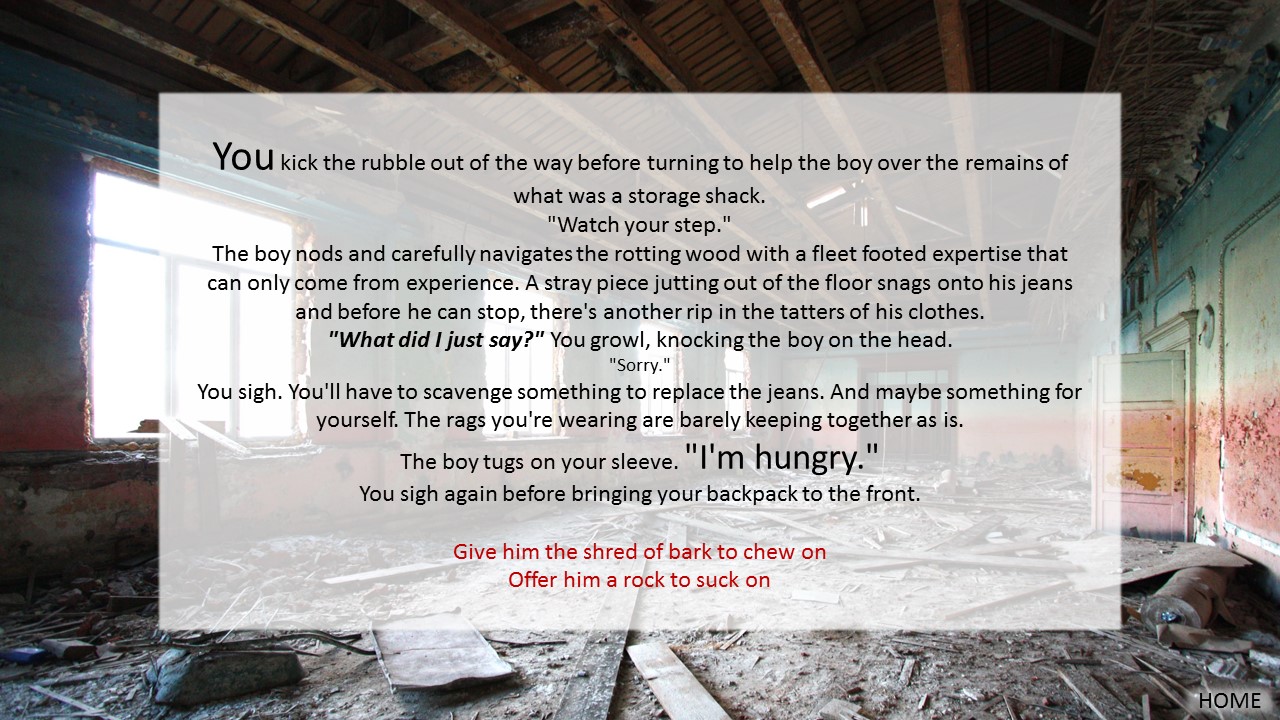 You kick the rubble out of the way before turning to help the boy over the remains of
what was a storage shack.
"Watch your step."
The boy nods and carefully navigates the rotting wood with a fleet footed expertise that
can only come from experience. A stray piece jutting out of the floor snags onto his jeans
and before he can stop, there's another rip in the tatters of his clothes.
"What did I just say?" You growl, knocking the boy on the head.
"Sorry."
You sigh. You'll have to scavenge something to replace the jeans. And maybe something for
yourself. The rags you're wearing are barely keeping together as is.
The boy tugs on your sleeve. "I'm hungry."
You sigh again before bringing your backpack to the front.
Give him the shred of bark to chew on
Offer him a rock to suck on
HOME